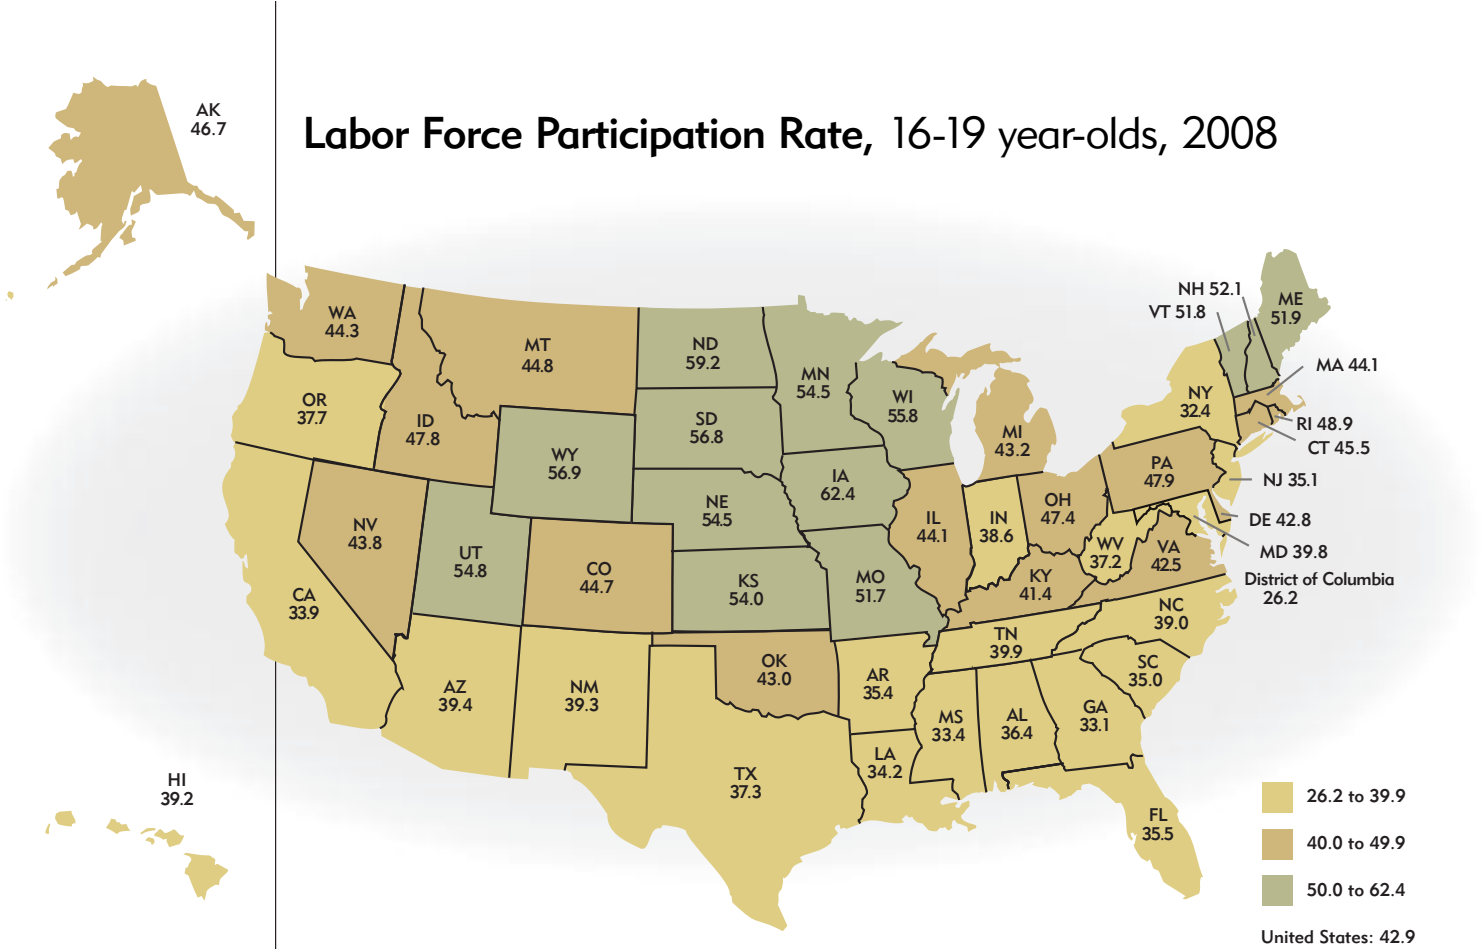 AK
46.7
Labor Force Participation Rate, 16-19 year-olds, 2008
WA
44.3
MT
44.8
ND
59.2
MN
54.5
NH 52.1
VT 51.8
ME
51.9
MA 44.1
RI 48.9
CT 45.5
OR
37.7
ID
47.8
WY
56.9
SD
56.8
WI
55.8
MI
43.2
NY
32.4
PA
47.9
NJ 35.1
DE 42.8
MD 39.8
District of Columbia
26.2
NV
43.8
UT
54.8
CO
44.7
NE
54.5
IA
62.4
IL
44.1
IN
38.6
OH
47.4
WV
37.2
VA
42.5
CA
33.9
KS
54.0
MO
51.7
KY
41.4
NC
39.0
TN
39.9
SC
35.0
AZ
39.4
NM
39.3
OK
43.0
AR
35.4
MS
33.4
AL
36.4
GA
33.1
TX
37.3
LA
34.2
FL
35.5
HI
39.2
26.2 to 39.9
40.0 to 49.9
50.0 to 62.4
United States: 42.9